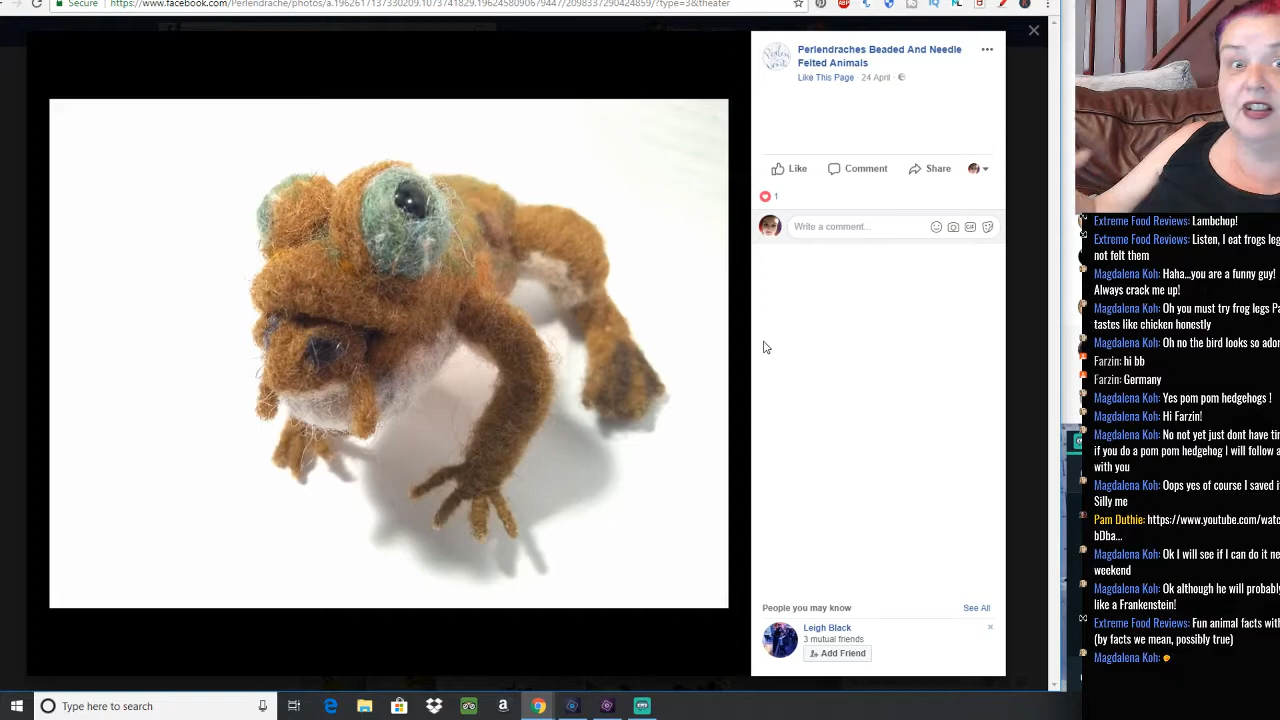 Secure
https://www.facebook.com/Perlendrache/photos/a.1962617137330209.1073741829.1962458090679447/2098337290424859/?type=3&theater
Perlendraches Beaded And Needle
Felted Animals
Like This Page · 24 April ·
Like
Comment
Share
1
Write a comment...
People you may know
See All
Leigh Black
3 mutual friends
Add Friend
Extreme Food Reviews: Lambchop!
Extreme Food Reviews: Listen, I eat frogs leg
not felt them
Magdalena Koh: Haha...you are a funny guy!
Always crack me up!
Magdalena Koh: Oh you must try frog legs Pa
tastes like chicken honestly
Magdalena Koh: Oh no the bird looks so ador
Farzin: hi bb
Farzin: Germany
Magdalena Koh: Yes pom pom hedgehogs !
Magdalena Koh: Hi Farzin!
Magdalena Koh: No not yet just dont have tim
if you do a pom pom hedgehog I will follow a
with you
Magdalena Koh: Oops yes of course I saved it
Silly me
Pam Duthie: https://www.youtube.com/watc
bDba...
Magdalena Koh: Ok I will see if I can do it ne
weekend
Magdalena Koh: Ok although he will probably
like a Frankenstein!
Extreme Food Reviews: Fun animal facts with
(by facts we mean, possibly true)
Magdalena Koh:
Type here to search